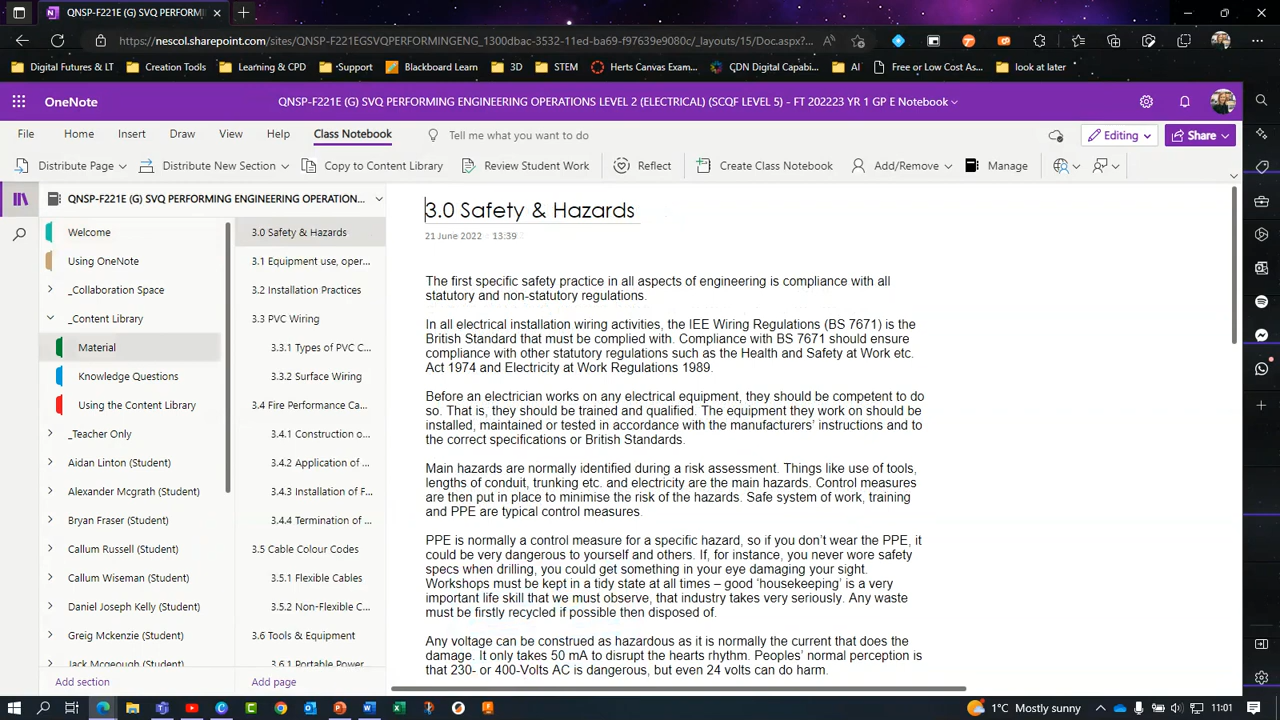 QNSP-F221E (G) SVQ PERFORMING
https://nescol.sharepoint.com/sites/QNSP-F221EGSVQPERFORMINGENG_1300dbac-3532-11ed-ba69-f97639e9080c/_layouts/15/Doc.aspx?...
Digital Futures & LT
Creation Tools
Learning & CPD
Support
Blackboard Learn
3D
STEM
Herts Canvas Exam...
CDN Digital Capabi...
AI
Free or Low Cost As...
look at later
OneNote
QNSP-F221E (G) SVQ PERFORMING ENGINEERING OPERATIONS LEVEL 2 (ELECTRICAL) (SCQF LEVEL 5) - FT 202223 YR 1 GP E Notebook
File Home Insert Draw View Help Class Notebook Tell me what you want to do
Editing
Share
Distribute Page Distribute New Section Copy to Content Library Review Student Work Reflect Create Class Notebook Add/Remove Manage
QNSP-F221E (G) SVQ PERFORMING ENGINEERING OPERATION...
Welcome
Using OneNote
_Collaboration Space
_Content Library
Material
Knowledge Questions
Using the Content Library
_Teacher Only
Aidan Linton (Student)
Alexander Mcgrath (Student)
Bryan Fraser (Student)
Callum Russell (Student)
Callum Wiseman (Student)
Daniel Joseph Kelly (Student)
Greig Mckenzie (Student)
Jack Mcgeough (Student)
Add section
3.0 Safety & Hazards
3.1 Equipment use, oper...
3.2 Installation Practices
3.3 PVC Wiring
3.3.1 Types of PVC C...
3.3.2 Surface Wiring
3.4 Fire Performance Ca...
3.4.1 Construction o...
3.4.2 Application of ...
3.4.3 Installation of F...
3.4.4 Termination of ...
3.5 Cable Colour Codes
3.5.1 Flexible Cables
3.5.2 Non-Flexible C...
3.6 Tools & Equipment
3.6.1 Portable Power
Add page
3.0 Safety & Hazards
21 June 2022 13:39
The first specific safety practice in all aspects of engineering is compliance with all
statutory and non-statutory regulations.
In all electrical installation wiring activities, the IEE Wiring Regulations (BS 7671) is the
British Standard that must be complied with. Compliance with BS 7671 should ensure
compliance with other statutory regulations such as the Health and Safety at Work etc.
Act 1974 and Electricity at Work Regulations 1989.
Before an electrician works on any electrical equipment, they should be competent to do
so. That is, they should be trained and qualified. The equipment they work on should be
installed, maintained or tested in accordance with the manufacturers' instructions and to
the correct specifications or British Standards.
Main hazards are normally identified during a risk assessment. Things like use of tools,
lengths of conduit, trunking etc. and electricity are the main hazards. Control measures
are then put in place to minimise the risk of the hazards. Safe system of work, training
and PPE are typical control measures.
PPE is normally a control measure for a specific hazard, so if you don't wear the PPE, it
could be very dangerous to yourself and others. If, for instance, you never wore safety
specs when drilling, you could get something in your eye damaging your sight.
Workshops must be kept in a tidy state at all times – good 'housekeeping' is a very
important life skill that we must observe, that industry takes very seriously. Any waste
must be firstly recycled if possible then disposed of.
Any voltage can be construed as hazardous as it is normally the current that does the
damage. It only takes 50 mA to disrupt the hearts rhythm. Peoples' normal perception is
that 230- or 400-Volts AC is dangerous, but even 24 volts can do harm.
1°C Mostly sunny
11:01